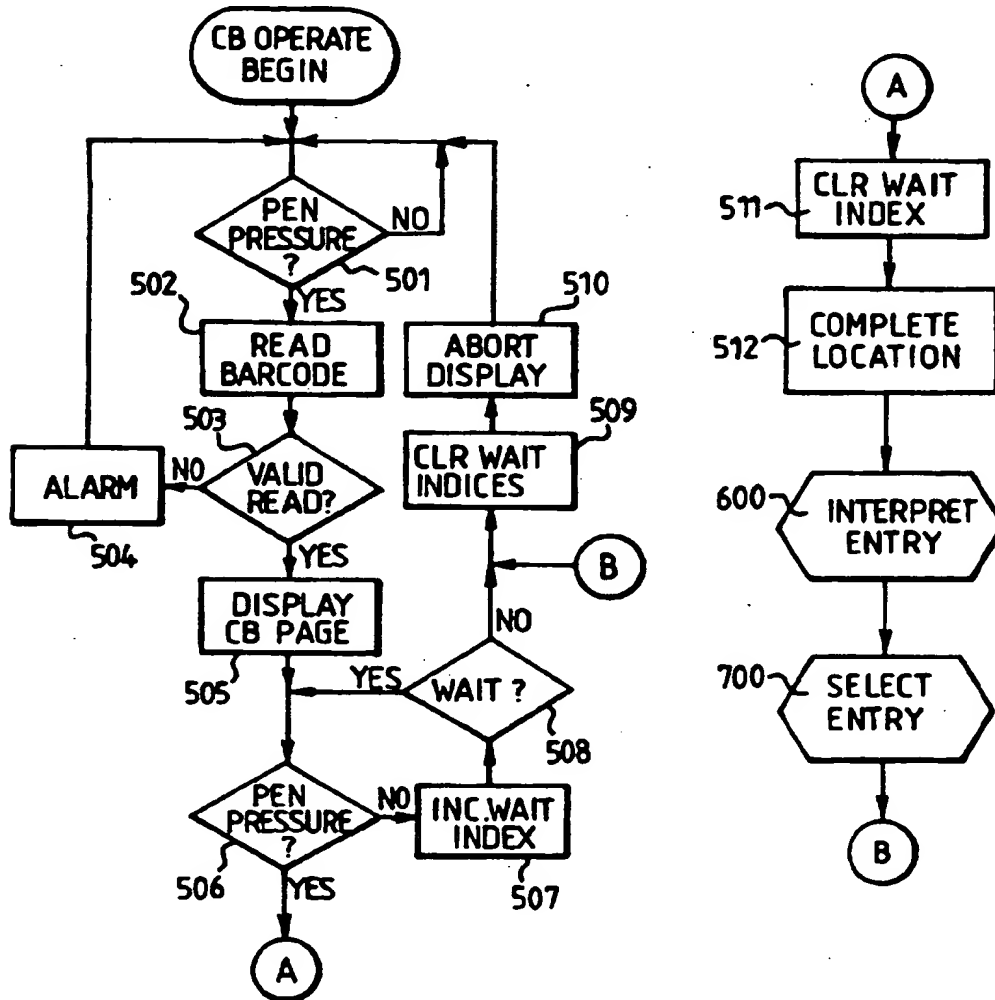 CB OPERATE
BEGIN
PEN
PRESSURE
?
NO
501
YES
502
READ
BARCODE
503
VALID
READ?
NO
ALARM
504
YES
DISPLAY
CB PAGE
505
PEN
PRESSURE
?
506
NO
YES
A
INC.WAIT
INDEX
507
WAIT ?
508
YES
NO
B
CLR WAIT
INDICES
509
ABORT
DISPLAY
510
A
511
CLR WAIT
INDEX
512
COMPLETE
LOCATION
600
INTERPRET
ENTRY
700
SELECT
ENTRY
B